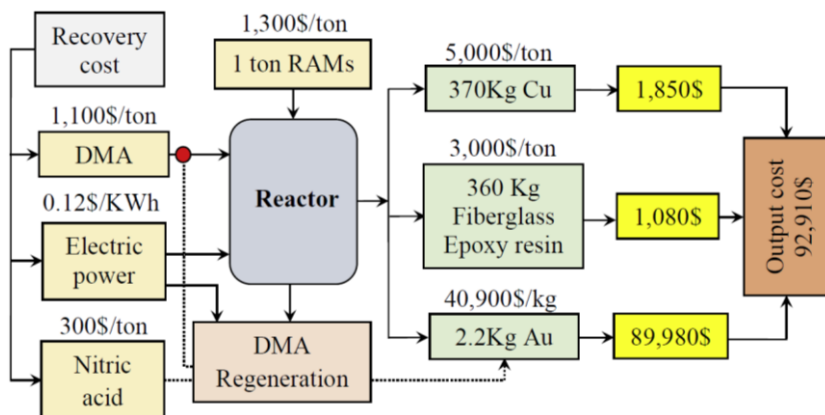 Recovery
cost
1,300$/ton
1 ton RAMs
1,100$/ton
DMA
0.12$/KWh
Electric
power
300$/ton
Nitric
acid
Reactor
DMA
Regeneration
5,000$/ton
370Kg Cu
1,850$
3,000$/ton
360 Kg
Fiberglass
Epoxy resin
1,080$
40,900$/kg
2.2Kg Au
89,980$
Output cost
92,910$